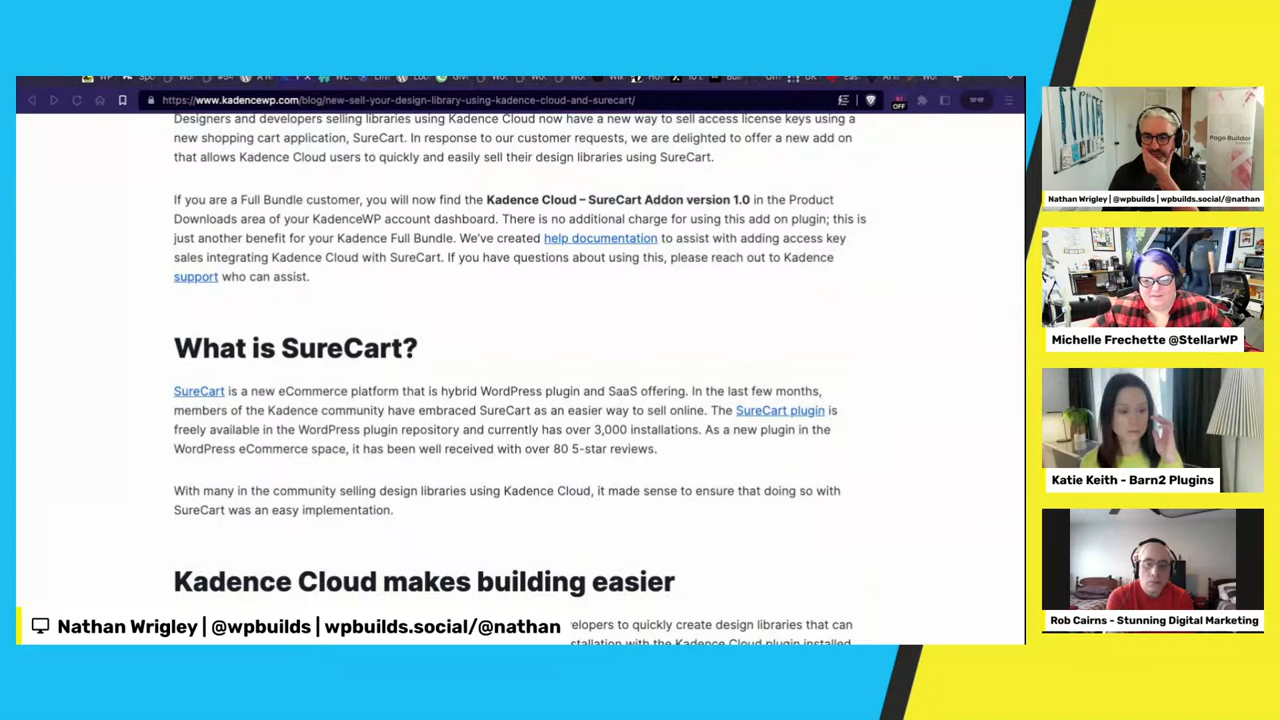 https://www.kadencewp.com/blog/new-sell-your-design-library-using-kadence-cloud-and-surecart/
OFF
Designers and developers selling libraries using Kadence Cloud now have a new way to sell access license keys using a
new shopping cart application, SureCart. In response to our customer requests, we are delighted to offer a new add on
that allows Kadence Cloud users to quickly and easily sell their design libraries using SureCart.
If you are a Full Bundle customer, you will now find the Kadence Cloud – SureCart Addon version 1.0 in the Product
Downloads area of your KadenceWP account dashboard. There is no additional charge for using this add on plugin; this is
just another benefit for your Kadence Full Bundle. We've created help documentation to assist with adding access key
sales integrating Kadence Cloud with SureCart. If you have questions about using this, please reach out to Kadence
support who can assist.
What is SureCart?
SureCart is a new eCommerce platform that is hybrid WordPress plugin and SaaS offering. In the last few months,
members of the Kadence community have embraced SureCart as an easier way to sell online. The SureCart plugin is
freely available in the WordPress plugin repository and currently has over 3,000 installations. As a new plugin in the
WordPress eCommerce space, it has been well received with over 80 5-star reviews.
With many in the community selling design libraries using Kadence Cloud, it made sense to ensure that doing so with
SureCart was an easy implementation.
Kadence Cloud makes building easier
elopers to quickly create design libraries that can
stallation with the Kadence Cloud plugin installed
Nathan Wrigley | @wpbuilds | wpbuilds.social/@nathan
Page Builder
Nathan Wrigley | @wpbuilds | wpbuilds.social/@nathan
Michelle Frechette @StellarWP
Katie Keith - Barn2 Plugins
Rob Cairns - Stunning Digital Marketing